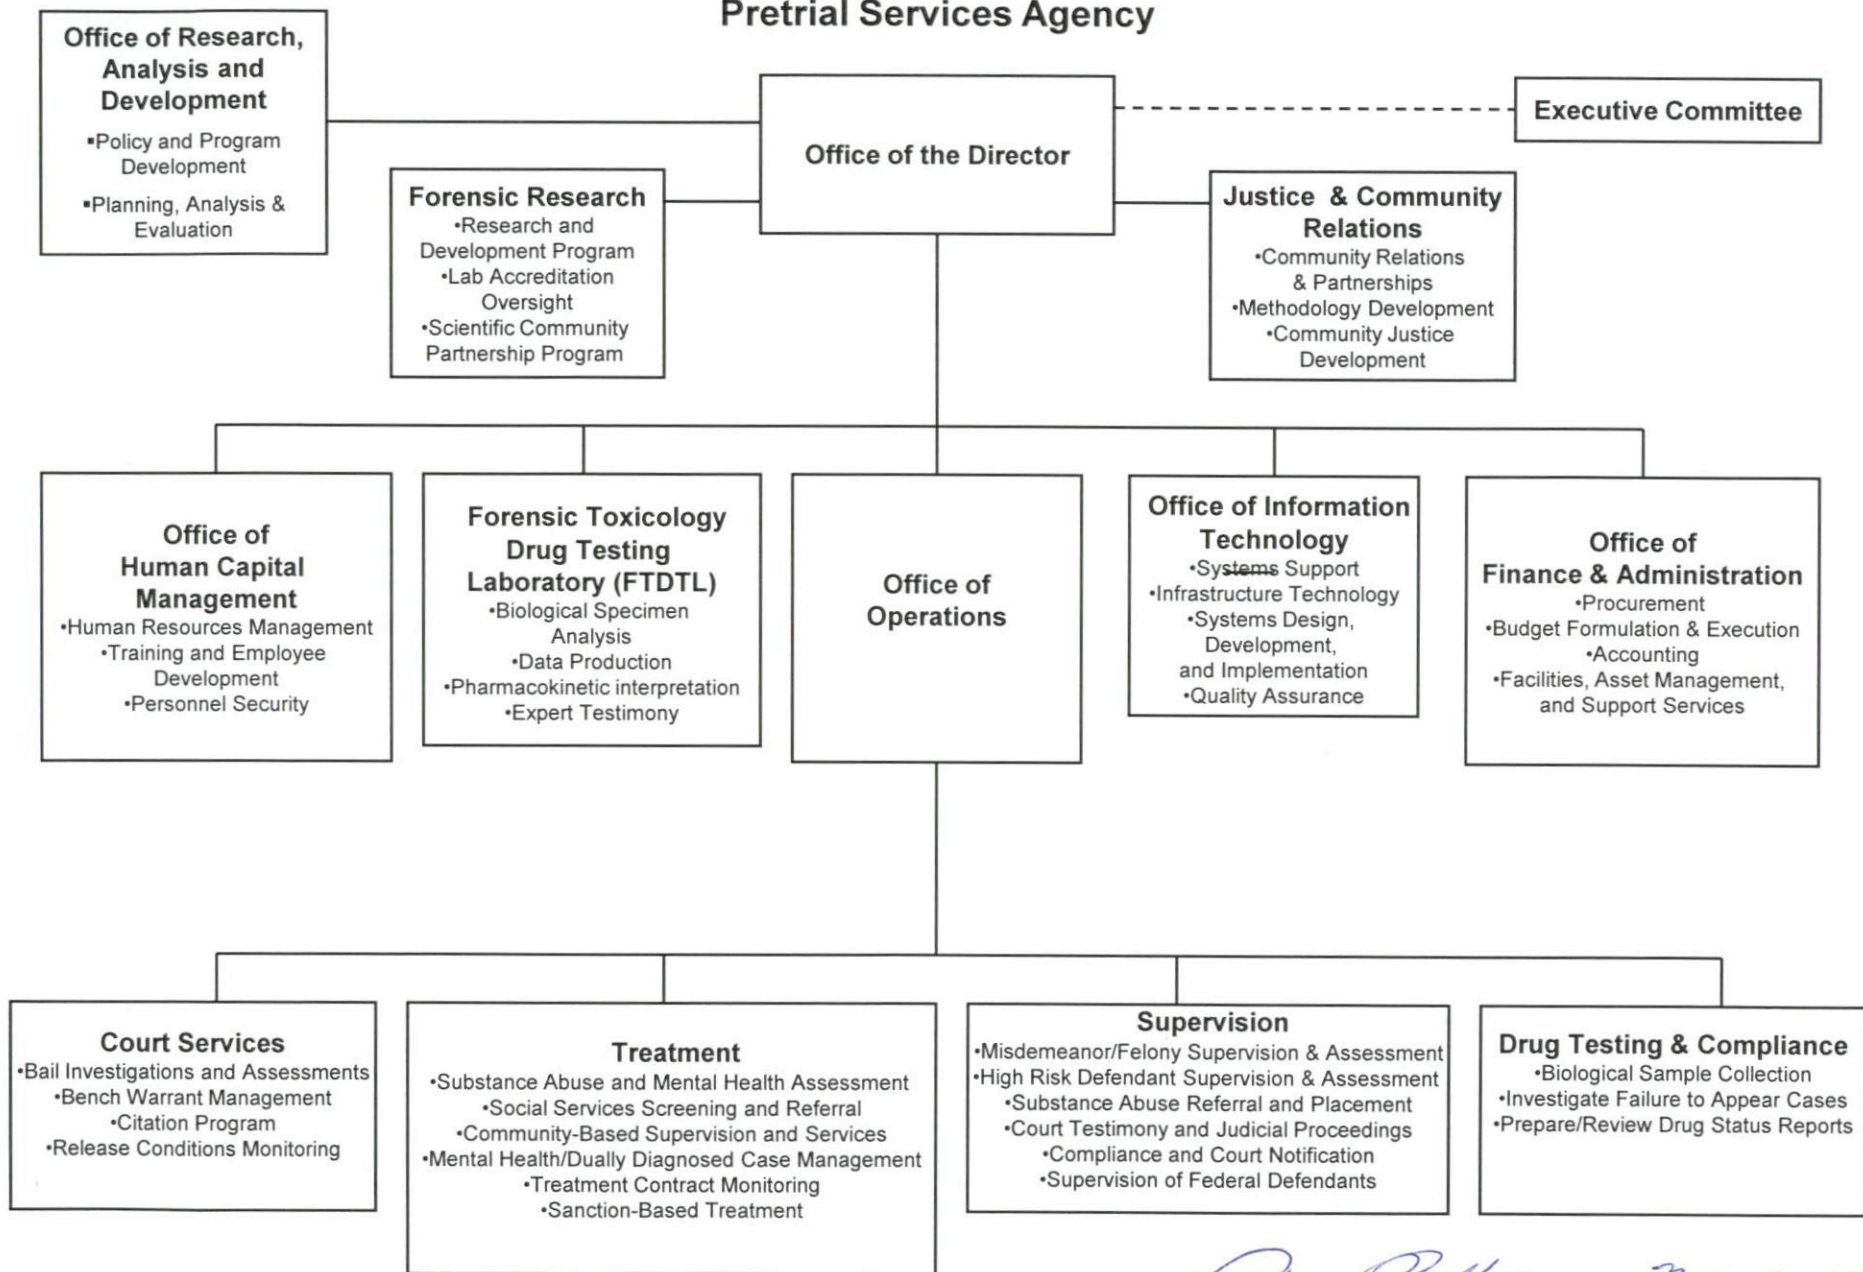 Pretrial Services Agency
Office of Research,
Analysis and
Development
▪Policy and Program
Development
▪Planning, Analysis &
Evaluation
Office of the Director
Executive Committee
Forensic Research
•Research and
Development Program
•Lab Accreditation
Oversight
•Scientific Community
Partnership Program
Justice & Community
Relations
•Community Relations
& Partnerships
•Methodology Development
•Community Justice
Development
Office of
Human Capital
Management
•Human Resources Management
•Training and Employee
Development
•Personnel Security
Forensic Toxicology
Drug Testing
Laboratory (FTDTL)
•Biological Specimen
Analysis
•Data Production
•Pharmacokinetic interpretation
•Expert Testimony
Office of
Operations
Office of Information
Technology
•Systems Support
•Infrastructure Technology
•Systems Design,
Development,
and Implementation
•Quality Assurance
Office of
Finance & Administration
•Procurement
•Budget Formulation & Execution
•Accounting
•Facilities, Asset Management,
and Support Services
Court Services
•Bail Investigations and Assessments
•Bench Warrant Management
•Citation Program
•Release Conditions Monitoring
Treatment
•Substance Abuse and Mental Health Assessment
•Social Services Screening and Referral
•Community-Based Supervision and Services
•Mental Health/Dually Diagnosed Case Management
•Treatment Contract Monitoring
•Sanction-Based Treatment
Supervision
•Misdemeanor/Felony Supervision & Assessment
•High Risk Defendant Supervision & Assessment
•Substance Abuse Referral and Placement
•Court Testimony and Judicial Proceedings
•Compliance and Court Notification
•Supervision of Federal Defendants
Drug Testing & Compliance
•Biological Sample Collection
•Investigate Failure to Appear Cases
•Prepare/Review Drug Status Reports